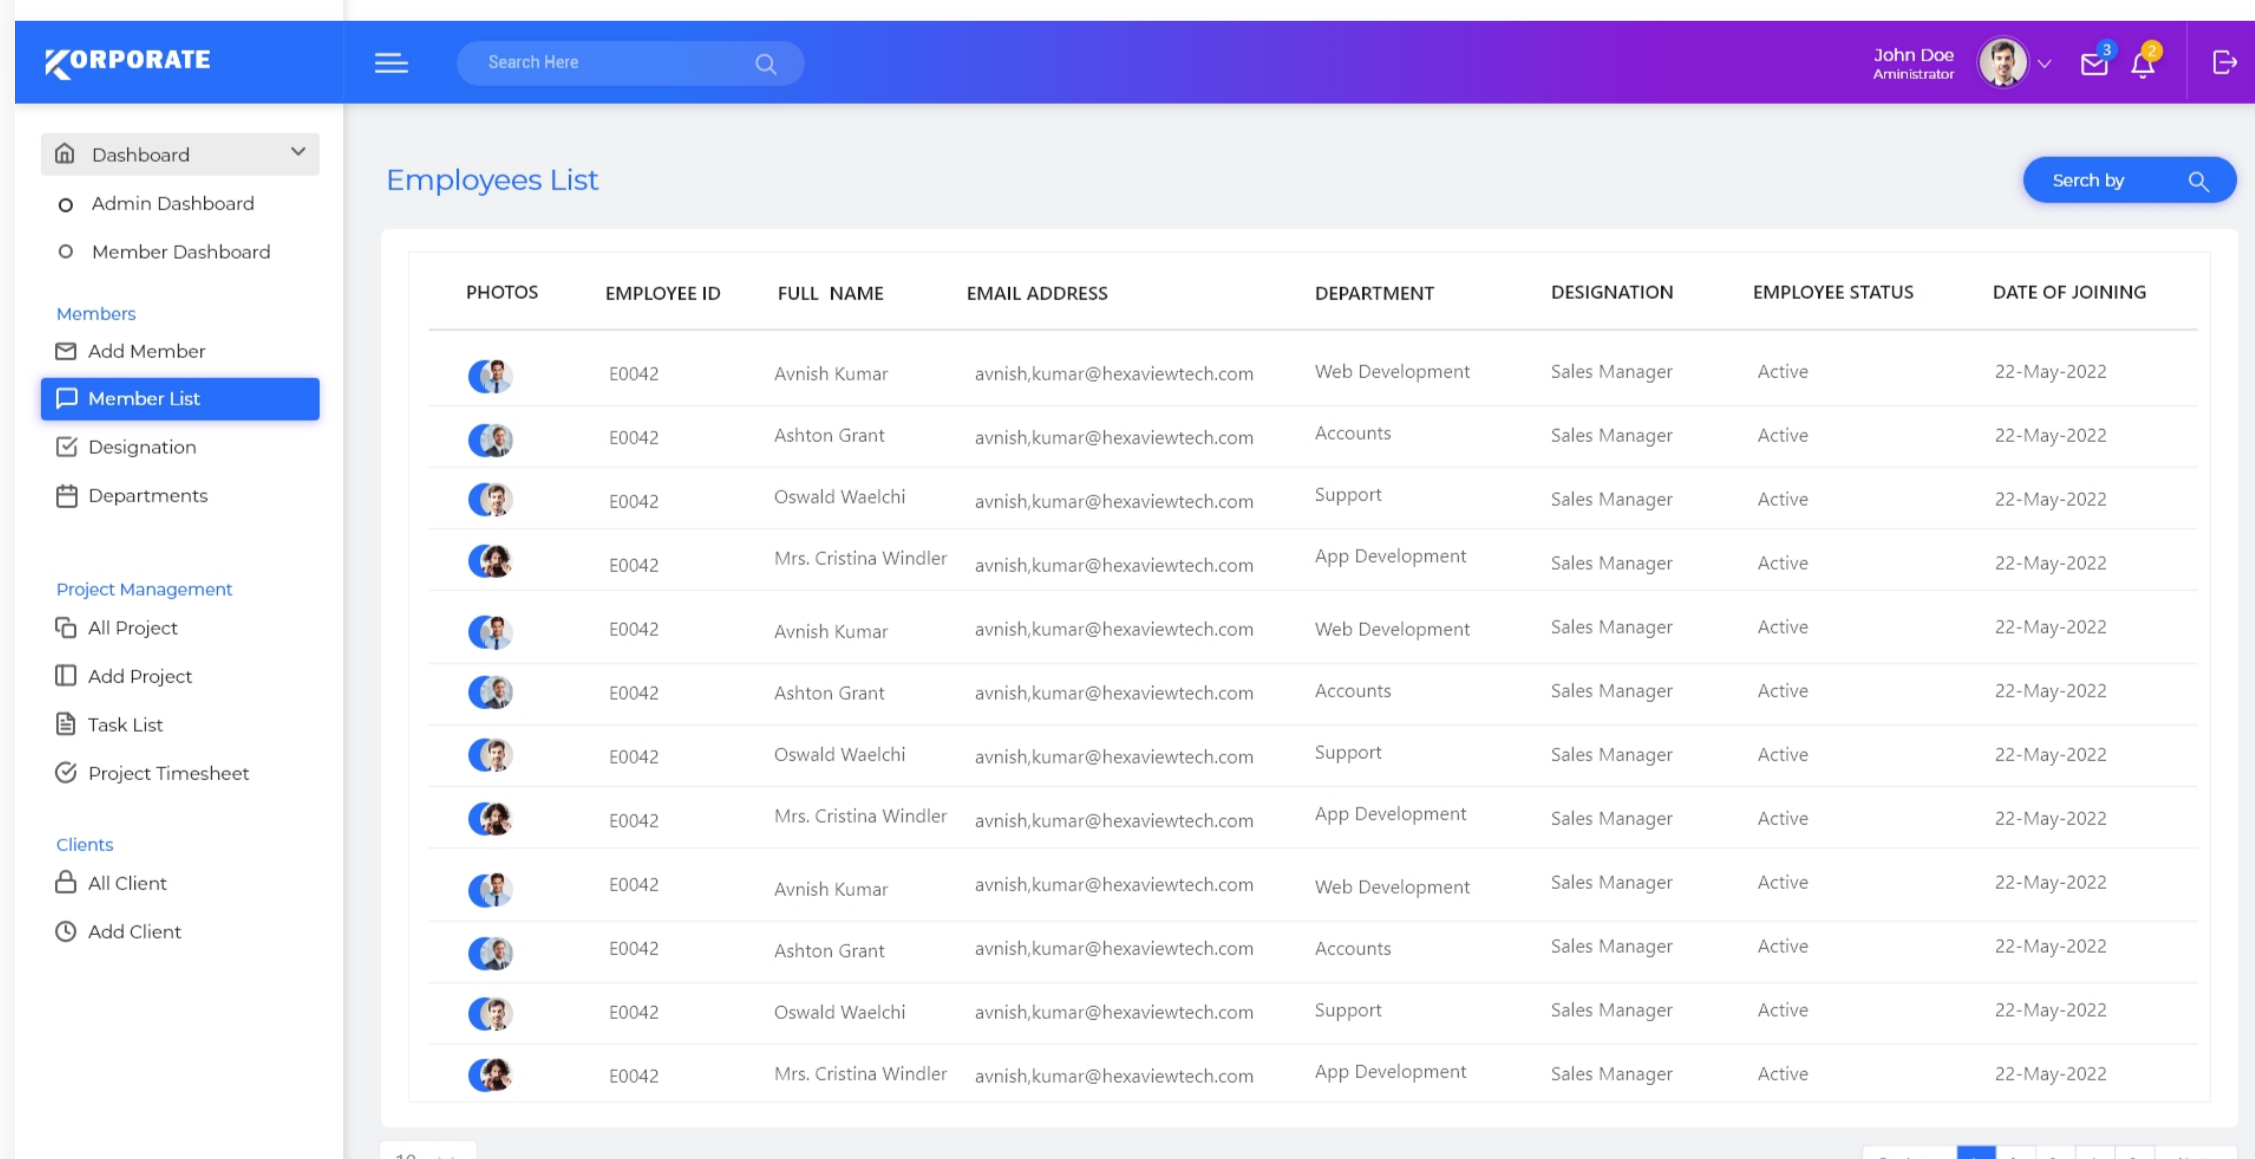 KORPORATE
Search Here
John Doe
Aministrator
3
2
Dashboard
Admin Dashboard
Member Dashboard
Members
Add Member
Member List
Designation
Departments
Project Management
All Project
Add Project
Task List
Project Timesheet
Clients
All Client
Add Client
Employees List
Serch by
PHOTOS EMPLOYEE ID FULL NAME EMAIL ADDRESS DEPARTMENT DESIGNATION EMPLOYEE STATUS DATE OF JOINING
E0042 Avnish Kumar avnish,kumar@hexaviewtech.com Web Development Sales Manager Active 22-May-2022
E0042 Ashton Grant avnish,kumar@hexaviewtech.com Accounts Sales Manager Active 22-May-2022
E0042 Oswald Waelchi avnish,kumar@hexaviewtech.com Support Sales Manager Active 22-May-2022
E0042 Mrs. Cristina Windler avnish,kumar@hexaviewtech.com App Development Sales Manager Active 22-May-2022
E0042 Avnish Kumar avnish,kumar@hexaviewtech.com Web Development Sales Manager Active 22-May-2022
E0042 Ashton Grant avnish,kumar@hexaviewtech.com Accounts Sales Manager Active 22-May-2022
E0042 Oswald Waelchi avnish,kumar@hexaviewtech.com Support Sales Manager Active 22-May-2022
E0042 Mrs. Cristina Windler avnish,kumar@hexaviewtech.com App Development Sales Manager Active 22-May-2022
E0042 Avnish Kumar avnish,kumar@hexaviewtech.com Web Development Sales Manager Active 22-May-2022
E0042 Ashton Grant avnish,kumar@hexaviewtech.com Accounts Sales Manager Active 22-May-2022
E0042 Oswald Waelchi avnish,kumar@hexaviewtech.com Support Sales Manager Active 22-May-2022
E0042 Mrs. Cristina Windler avnish,kumar@hexaviewtech.com App Development Sales Manager Active 22-May-2022